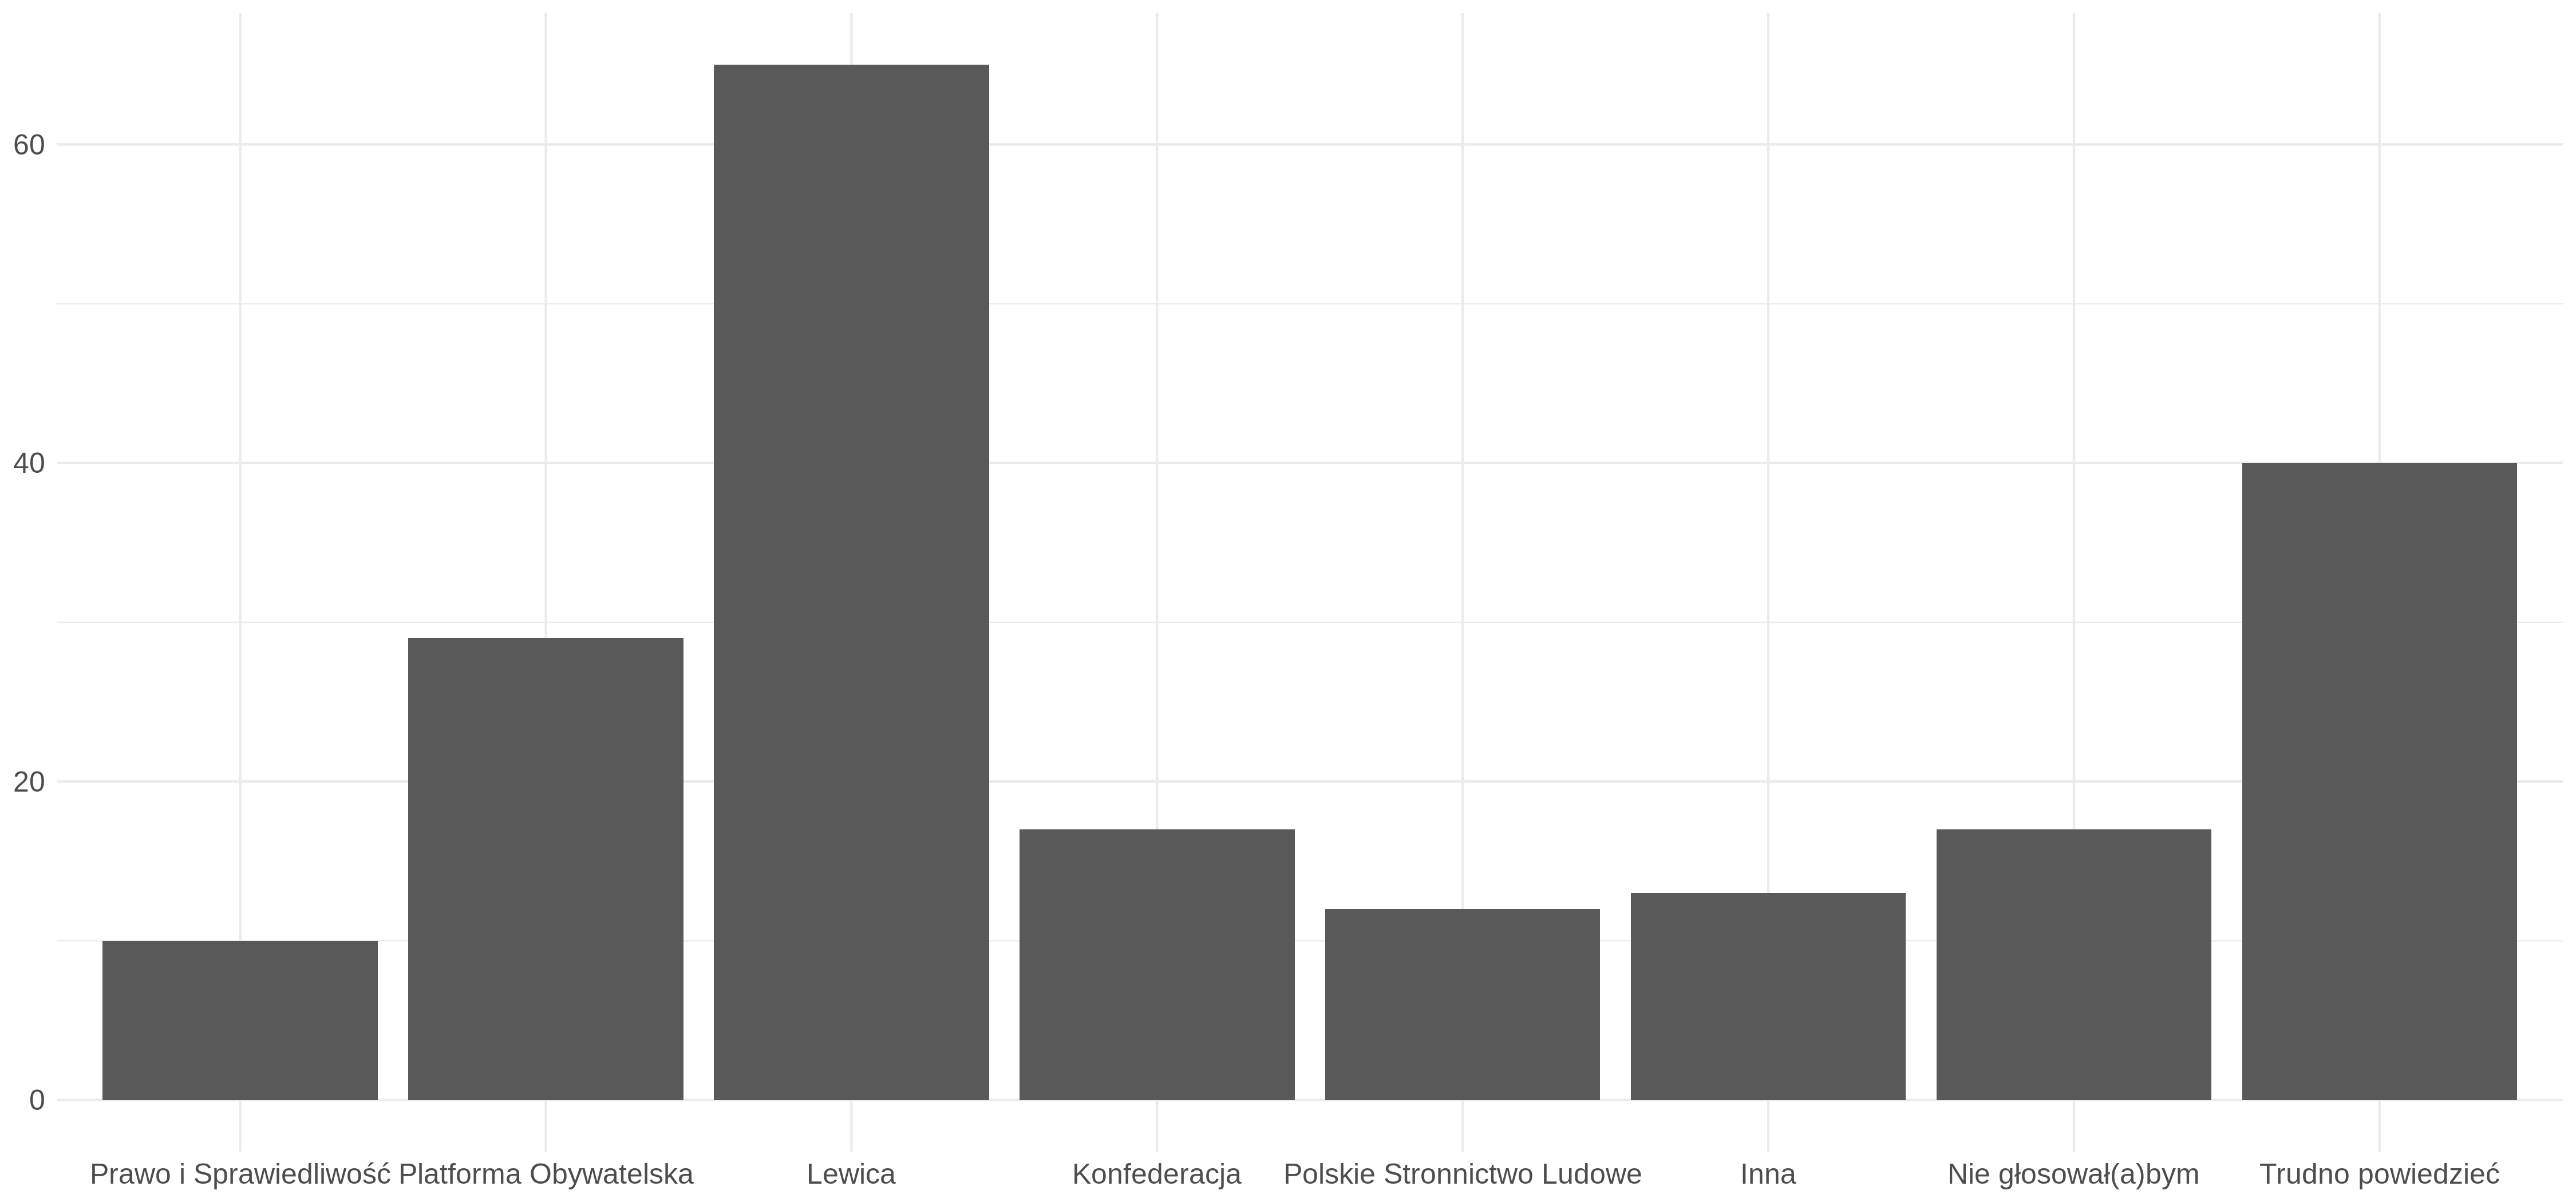 60
40
20
0
Prawo i Sprawiedliwość Platforma Obywatelska Lewica Konfederacja Polskie Stronnictwo Ludowe Inna Nie głosował(a)bym Trudno powiedzieć